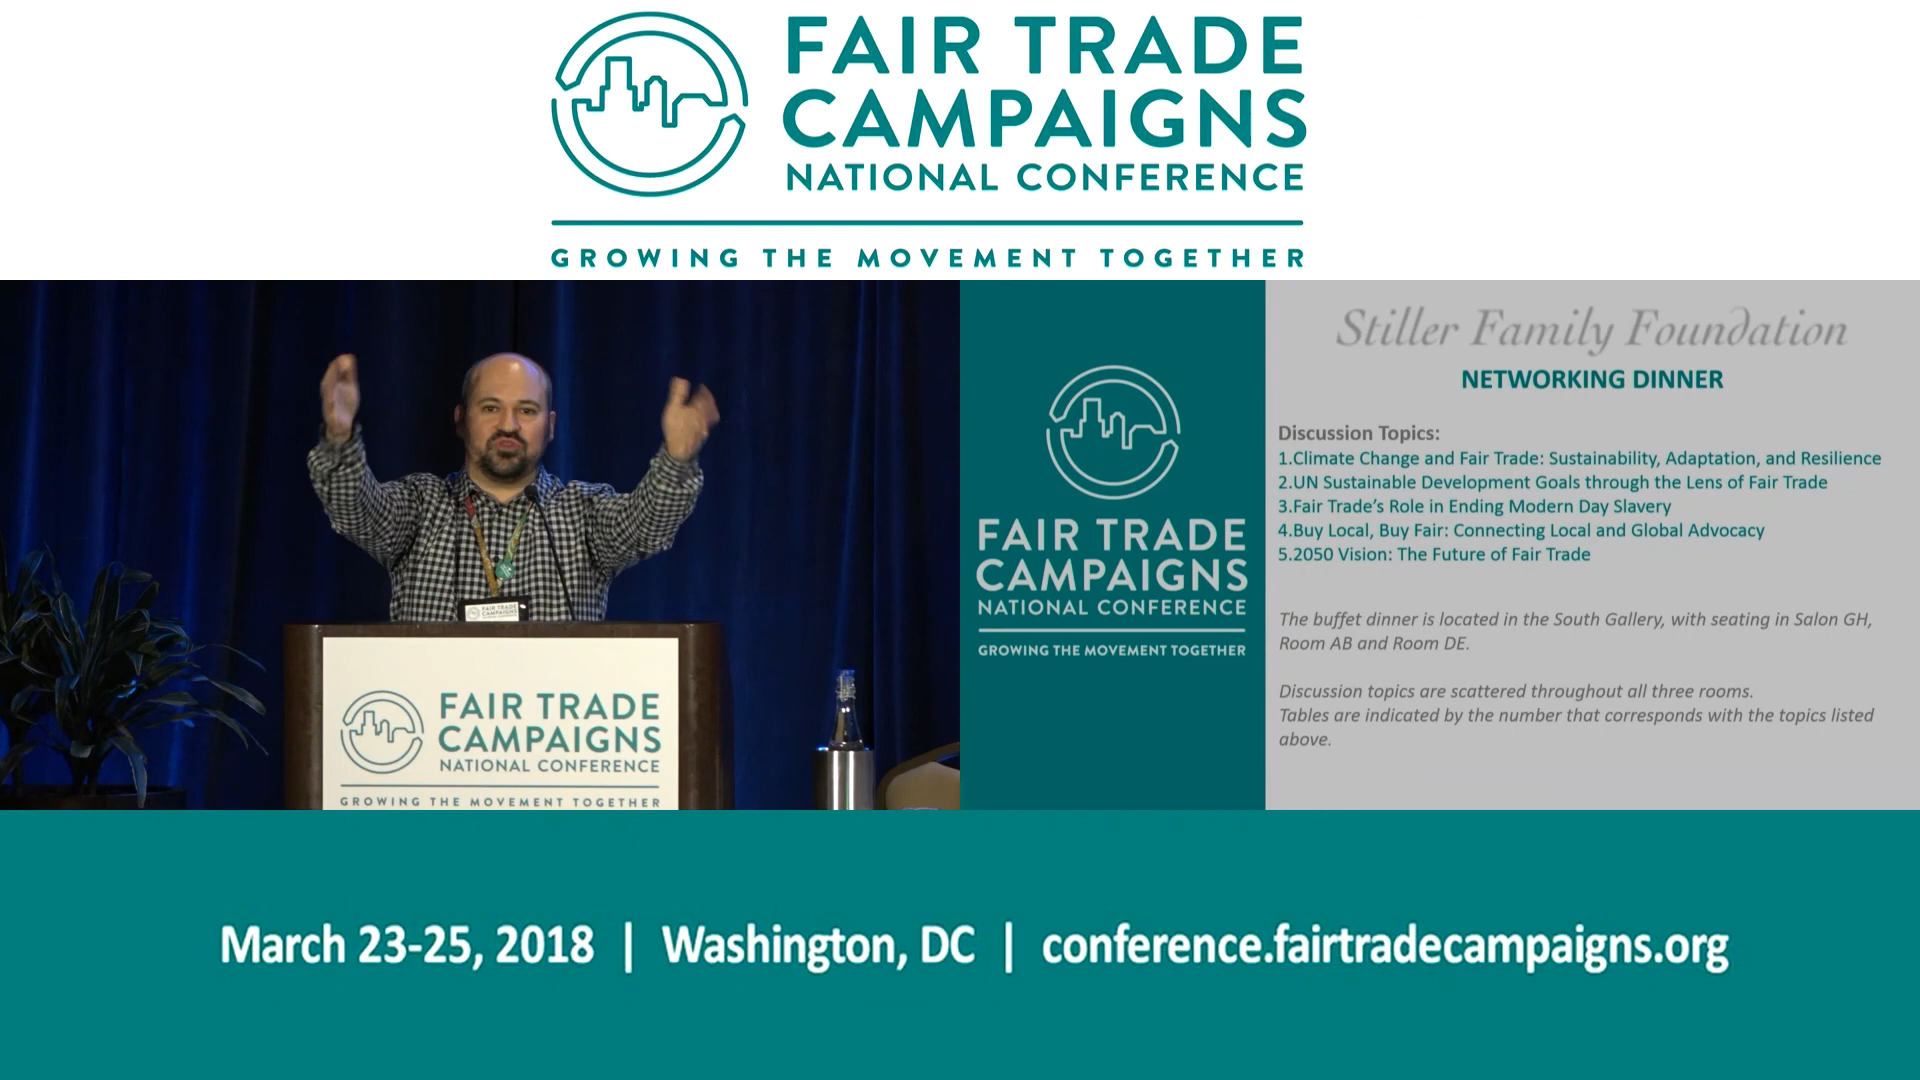 FAIR TRADE
CAMPAIGNS
NATIONAL CONFERENCE
GROWING THE MOVEMENT TOGETHER
FAIR TRADE
CAMPAIGNS
FAIR TRADE
CAMPAIGNS
NATIONAL CONFERENCE
GROWING THE MOVEMENT TOGETHER
FAIR TRADE
CAMPAIGNS
NATIONAL CONFERENCE
GROWING THE MOVEMENT TOGETHER
Stiller Family Foundation
NETWORKING DINNER
Discussion Topics:
1.Climate Change and Fair Trade: Sustainability, Adaptation, and Resilience
2.UN Sustainable Development Goals through the Lens of Fair Trade
3.Fair Trade’s Role in Ending Modern Day Slavery
4.Buy Local, Buy Fair: Connecting Local and Global Advocacy
5.2050 Vision: The Future of Fair Trade
The buffet dinner is located in the South Gallery, with seating in Salon GH,
Room AB and Room DE.
Discussion topics are scattered throughout all three rooms.
Tables are indicated by the number that corresponds with the topics listed
above.
March 23-25, 2018 | Washington, DC | conference.fairtradecampaigns.org